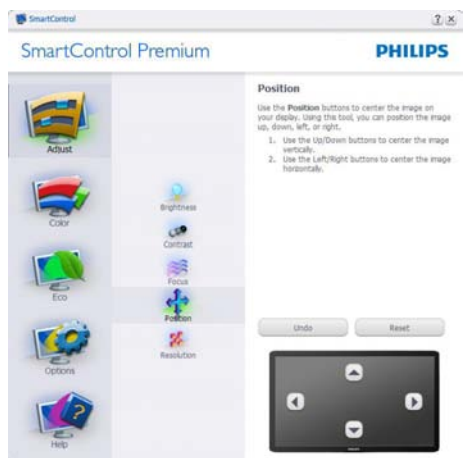 SmartControl
SmartControl Premium
PHILIPS
Adjust
Color
Eco
Options
Help
Brightness
Contrast
Focus
Position
Resolution
Position
Use the Position buttons to center the image on
your display. Using the tool, you can position the image
up, down, left, or right.
1. Use the Up/Down buttons to center the image
vertically.
2. Use the Left/Right buttons to center the image
horizontally.
Undo
Reset